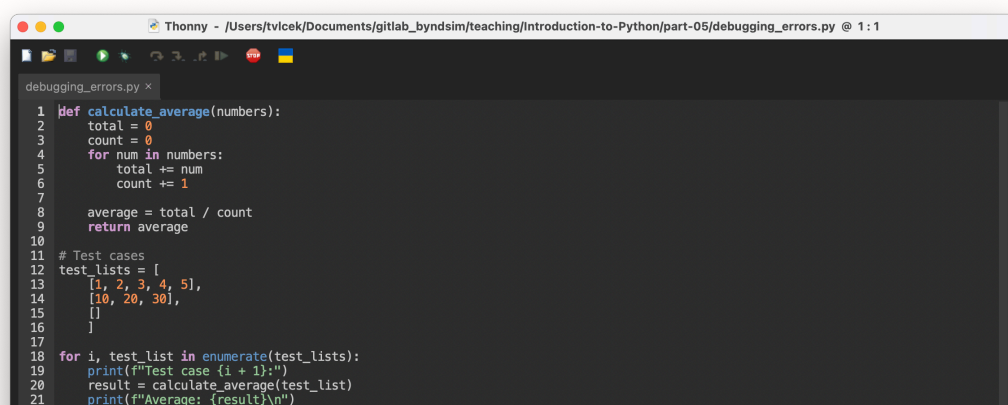 Thonny - /Users/tvlcek/Documents/gitlab_byndsim/teaching/Introduction-to-Python/part-05/debugging_errors.py @ 1:1
STOP
debugging_errors.py ×
1 def calculate_average(numbers):
2     total = 0
3     count = 0
4     for num in numbers:
5         total += num
6         count += 1
7
8     average = total / count
9     return average
10
11 # Test cases
12 test_lists = [
13     [1, 2, 3, 4, 5],
14     [10, 20, 30],
15     []
16     ]
17
18 for i, test_list in enumerate(test_lists):
19     print(f"Test case {i + 1}:")
20     result = calculate_average(test_list)
21     print(f"Average: {result}\n")